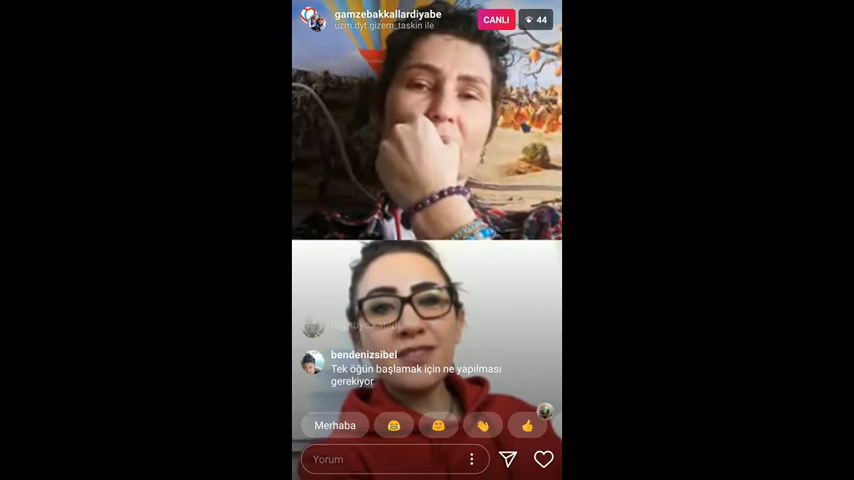 gamzebakkallardiyabe
uzm.dyt.gizem_taskin ile
CANLI
44
bendenizsibel
Tek öğün başlamak için ne yapılması
gerekiyor
Merhaba
Yorum